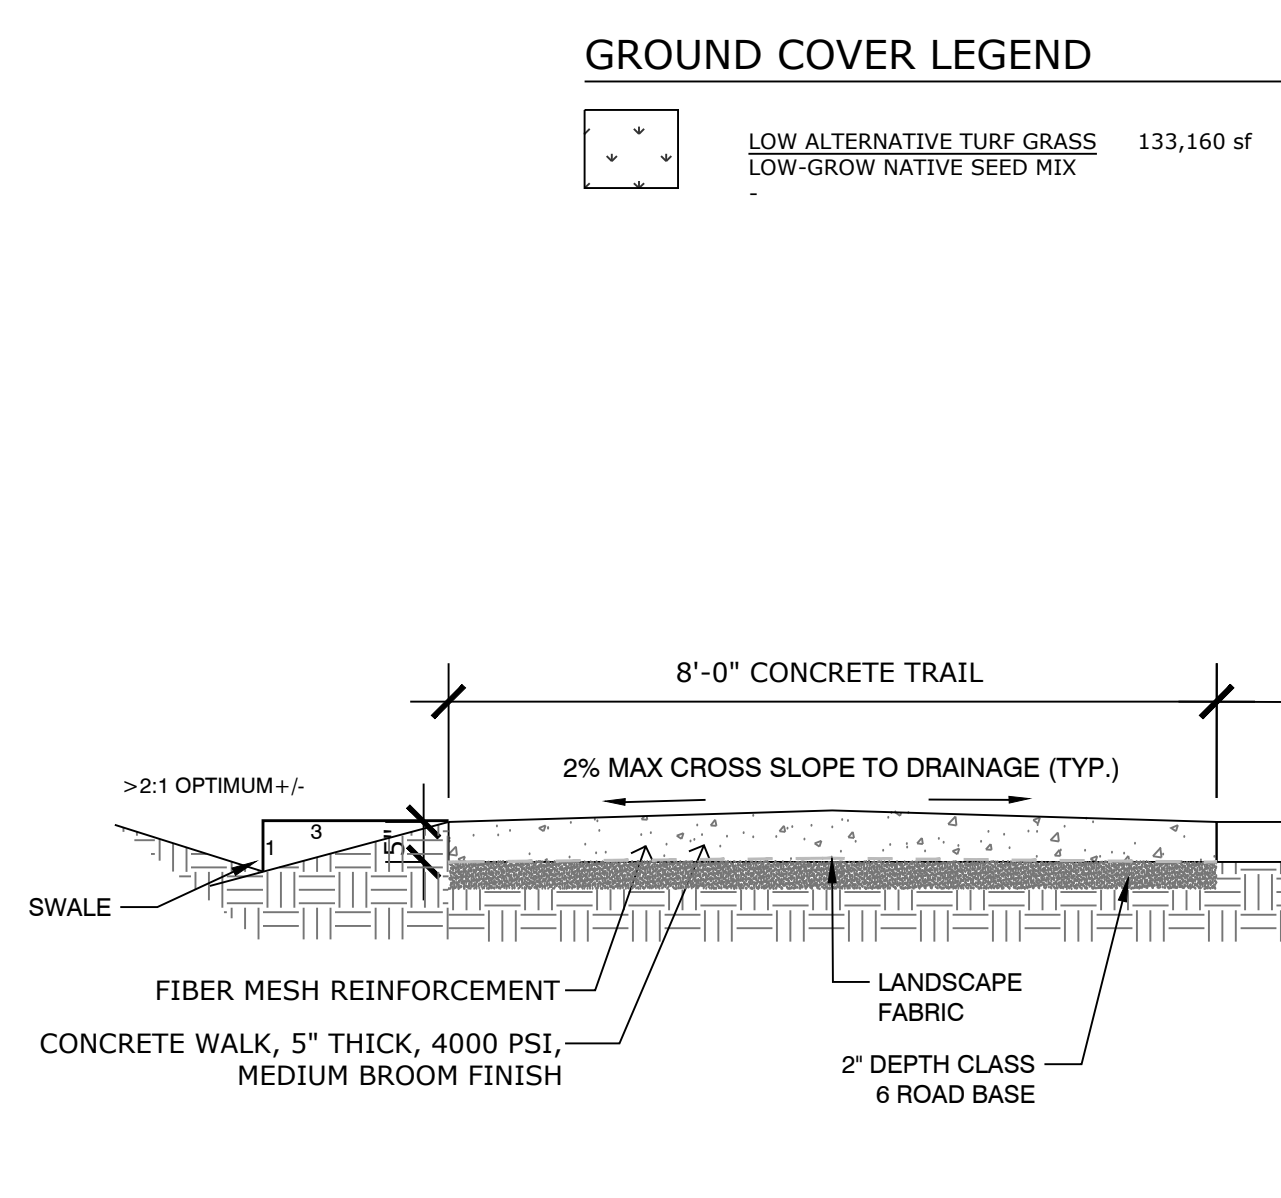 GROUND COVER LEGEND
LOW ALTERNATIVE TURF GRASS 133,160 sf
LOW-GROW NATIVE SEED MIX
-
8'-0" CONCRETE TRAIL
2% MAX CROSS SLOPE TO DRAINAGE (TYP.)
>2:1 OPTIMUM+/-
3
1
5"
SWALE
FIBER MESH REINFORCEMENT
LANDSCAPE
FABRIC
CONCRETE WALK, 5" THICK, 4000 PSI,
MEDIUM BROOM FINISH
2" DEPTH CLASS
6 ROAD BASE